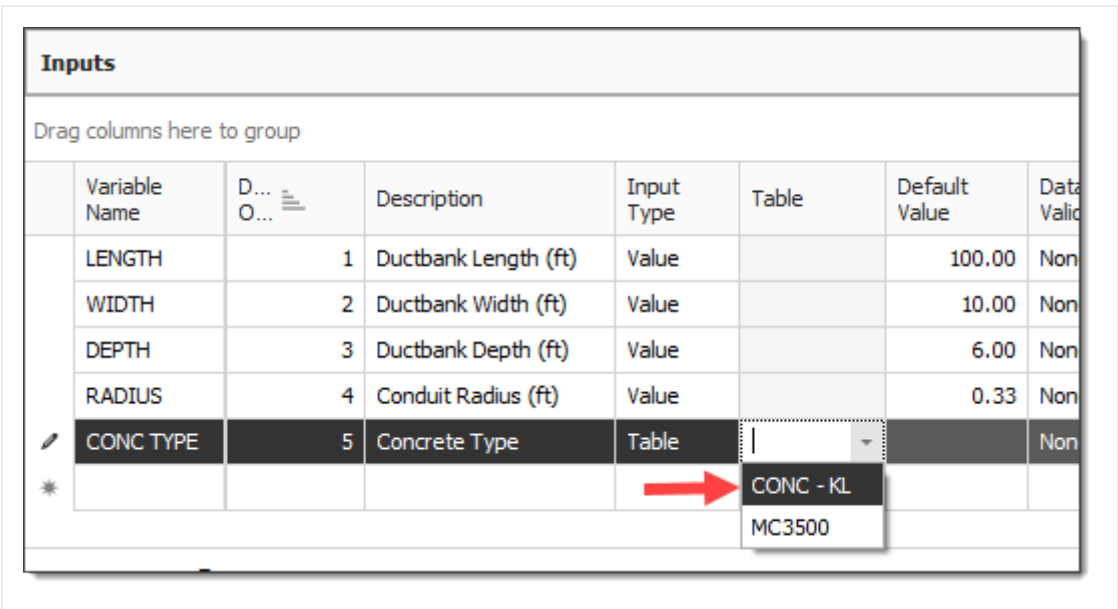 Inputs
Drag columns here to group
Variable Name D... O... Description Input Type Table Default Value Data Valid
LENGTH 1 Ductbank Length (ft) Value 100.00 Non
WIDTH 2 Ductbank Width (ft) Value 10.00 Non
DEPTH 3 Ductbank Depth (ft) Value 6.00 Non
RADIUS 4 Conduit Radius (ft) Value 0.33 Non
CONC TYPE 5 Concrete Type Table Non
CONC - KL
MC3500